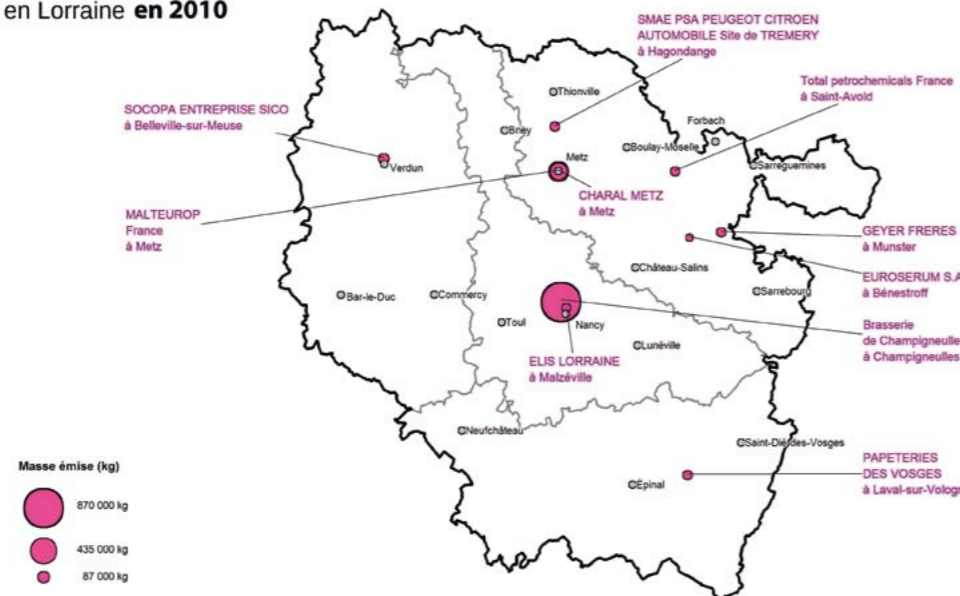 en Lorraine en 2010
SMAE PSA PEUGEOT CITROEN
AUTOMOBILE Site de TREMERY
à Hagondange
Total petrochemicals France
à Saint-Avold
SOCOPA ENTREPRISE SICO
à Belleville-sur-Meuse
Thionville
Forbach
Briey
Boulay-Moselle
Metz
Sarreguemines
Verdun
CHARAL METZ
à Metz
MALTEUROP
France
à Metz
GEYER FRERES
à Munster
Château-Salins
EUROSERUM S.A
à Bénestroff
Bar-le-Duc
Commercy
Sarrebourg
Toul
Nancy
Brasserie
de Champigneulle
à Champigneulles
Lunéville
ELIS LORRAINE
à Malzéville
Neufchâteau
Saint-Dié-des-Vosges
Masse émise (kg)
PAPETERIES
DES VOSGES
à Laval-sur-Vologn
Épinal
870 000 kg
435 000 kg
87 000 kg